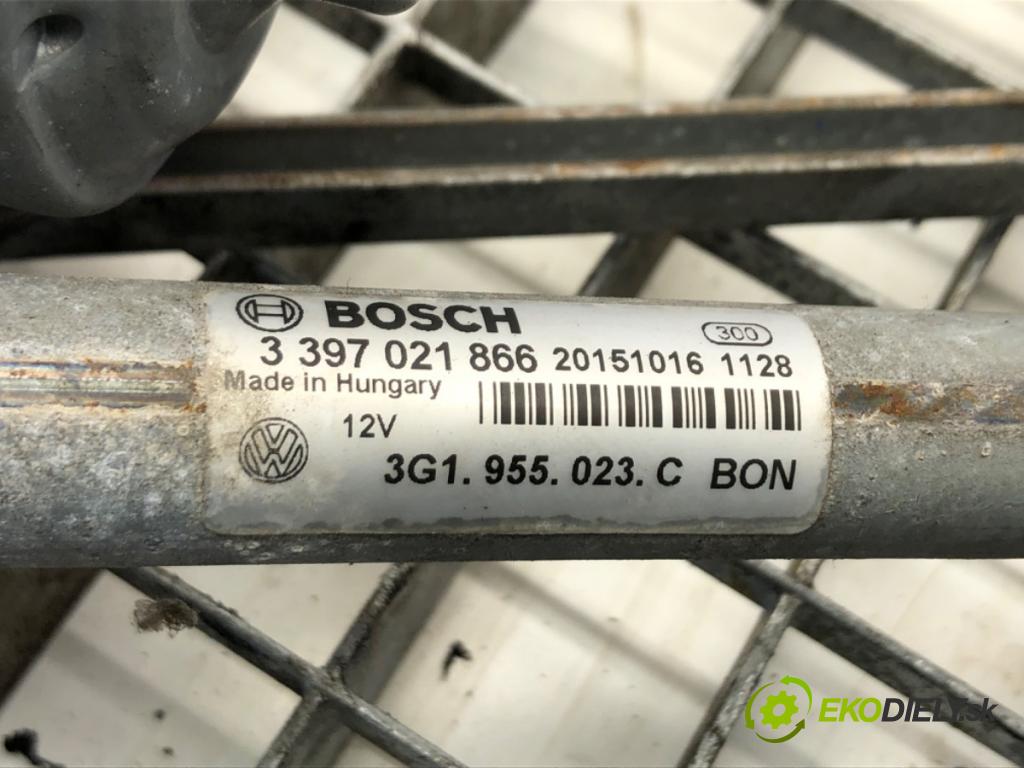 BOSCH
300
3 397 021 866 20151016 1128
Made in Hungary
12V
3G1. 955. 023. C BON
EKODIELY.sk